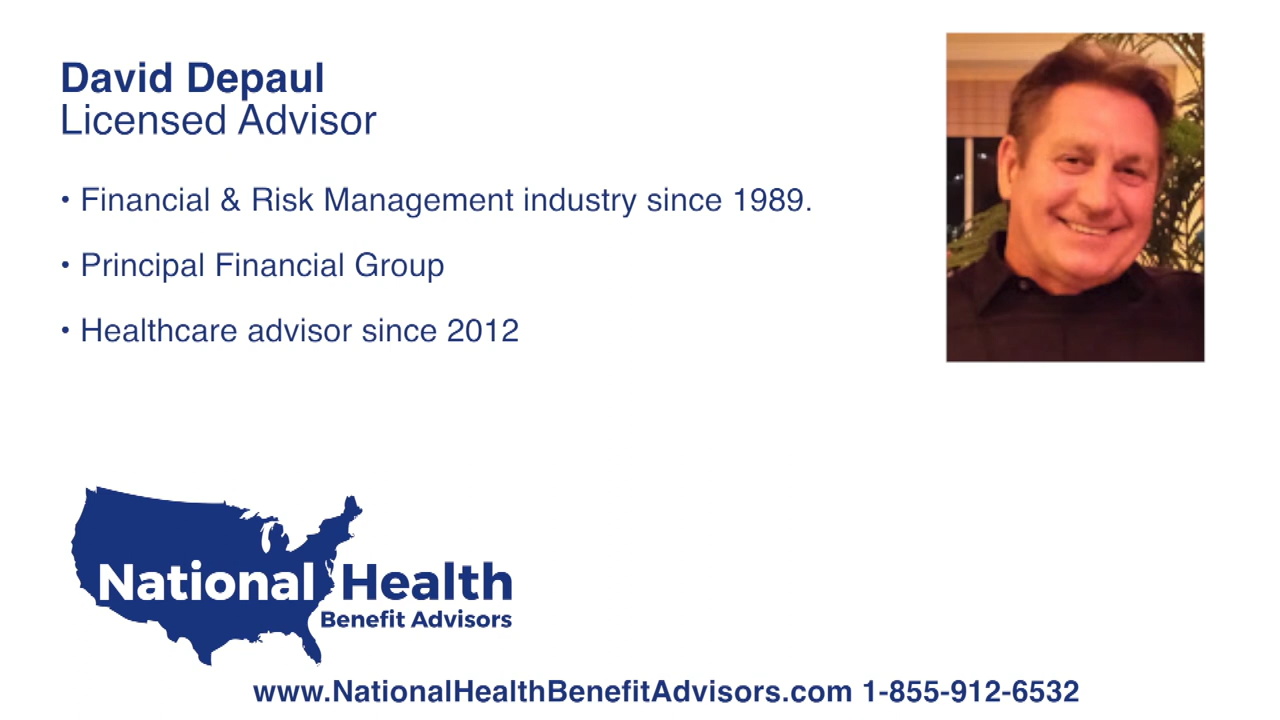 David Depaul
Licensed Advisor
• Financial & Risk Management industry since 1989.
• Principal Financial Group
• Healthcare advisor since 2012
National Health
Benefit Advisors
www.NationalHealthBenefitAdvisors.com 1-855-912-6532